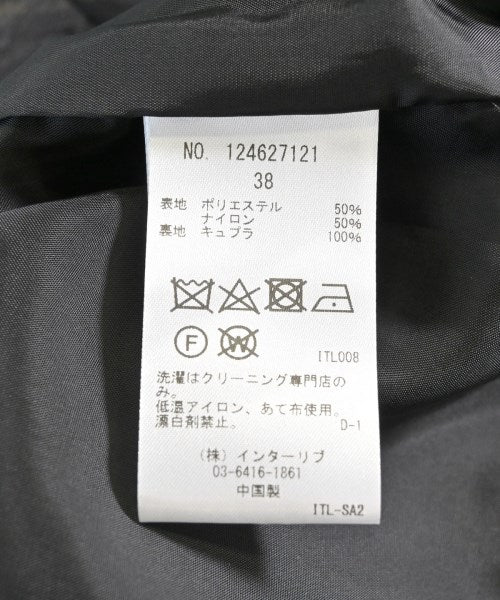 NO. 124627121
38
表地 ポリエステル 50%
ナイロン 50%
裏地 キュプラ 100%
F W
ITL008
洗濯はクリーニング専門店の
み。
低温アイロン、あて布使用。
漂白剤禁止。 D-1
(株)インターリブ
03-6416-1861
中国製
ITL-SA2